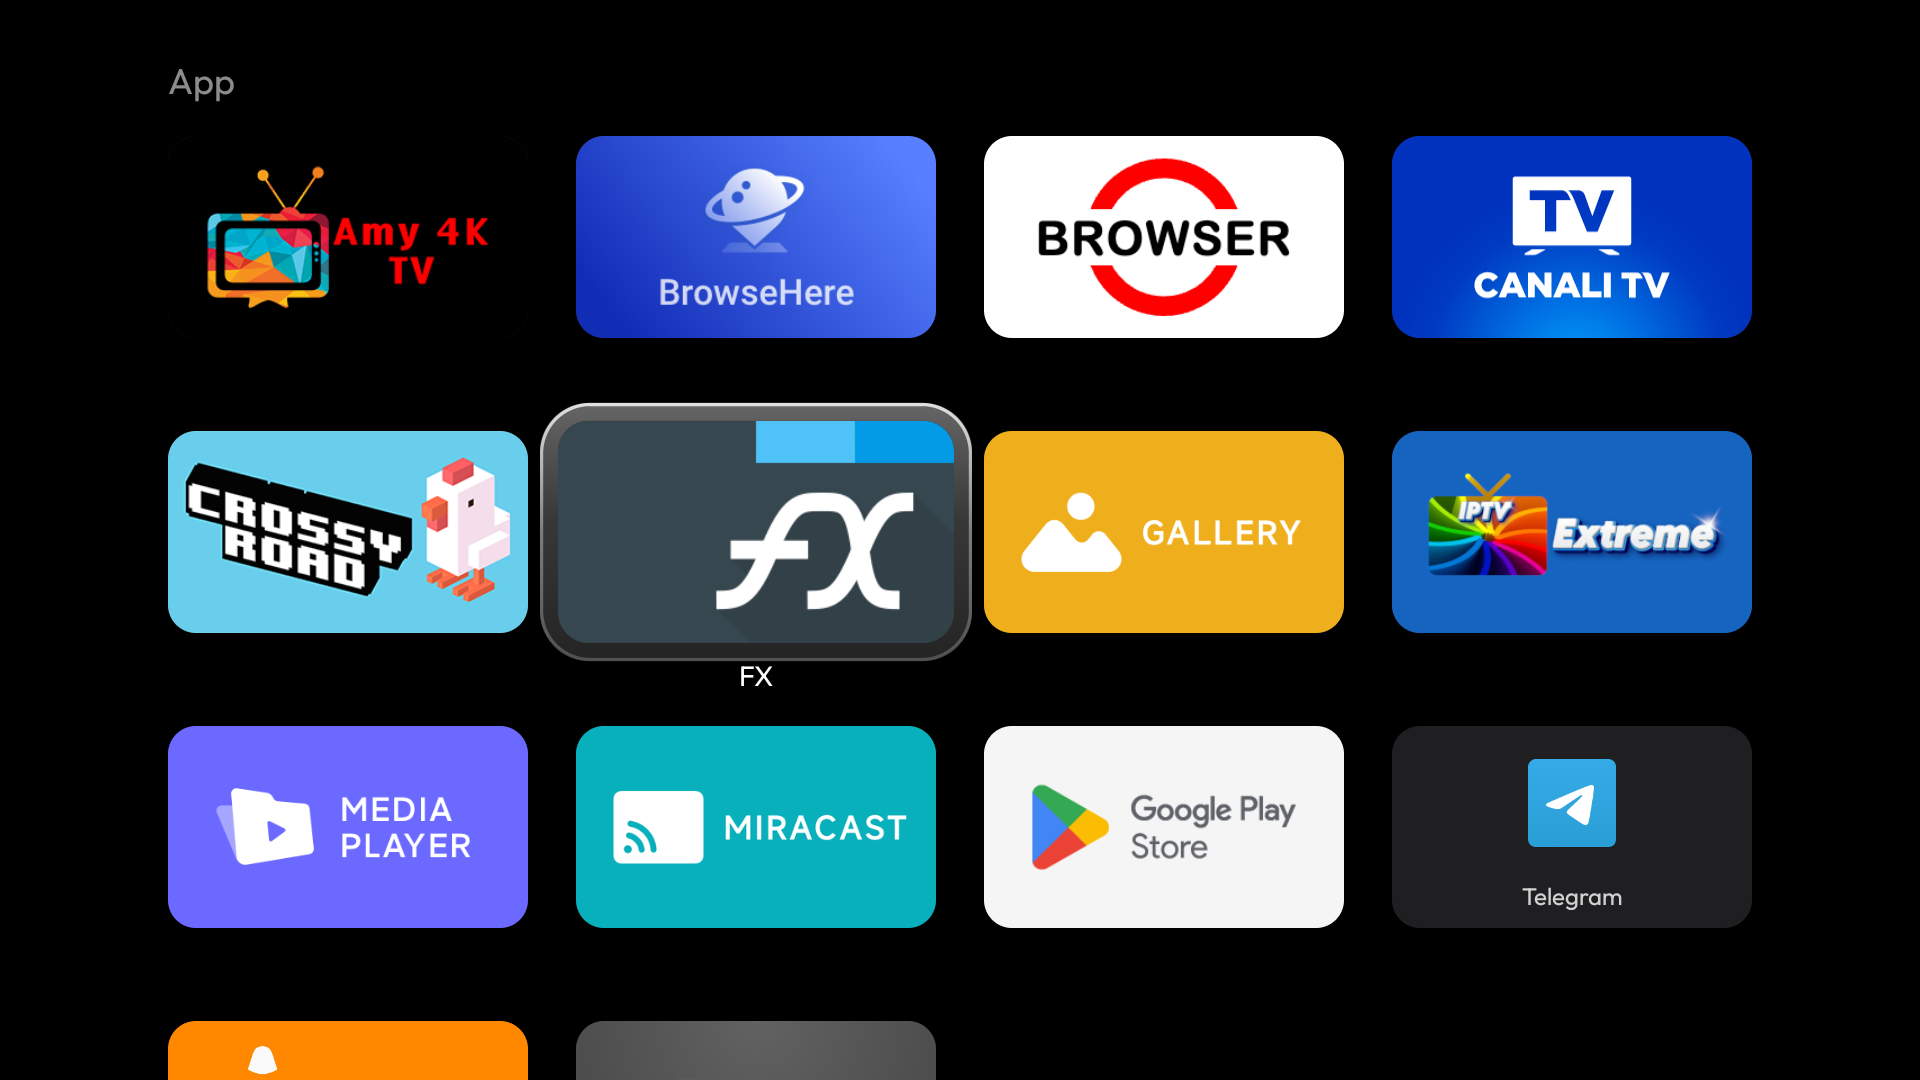 App
Amy 4K
TV
BrowseHere
BROWSER
TV
CANALI TV
CROSSY
ROAD
FX
GALLERY
IPTV
Extreme
FX
MEDIA
PLAYER
MIRACAST
Google Play
Store
Telegram